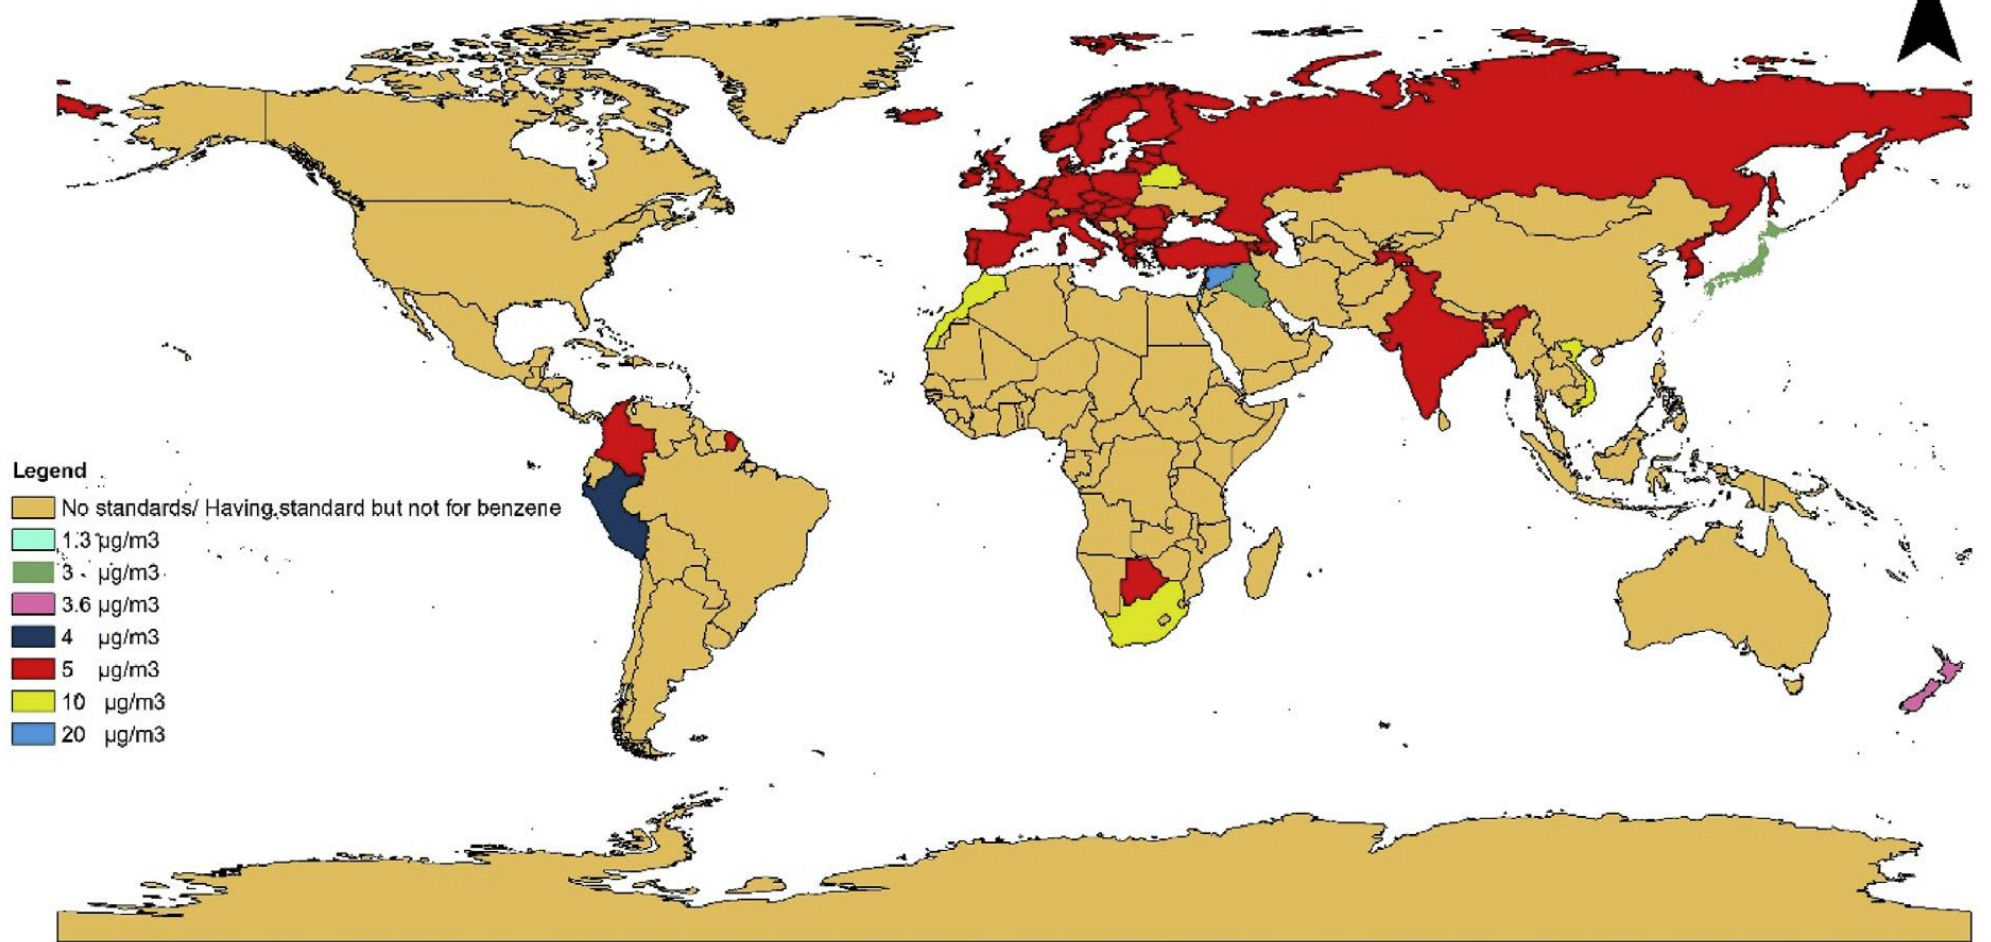 Legend
No standards/ Having standard but not for benzene
1.3 µg/m3
3 µg/m3
3.6 µg/m3
4 µg/m3
5 µg/m3
10 µg/m3
20 µg/m3